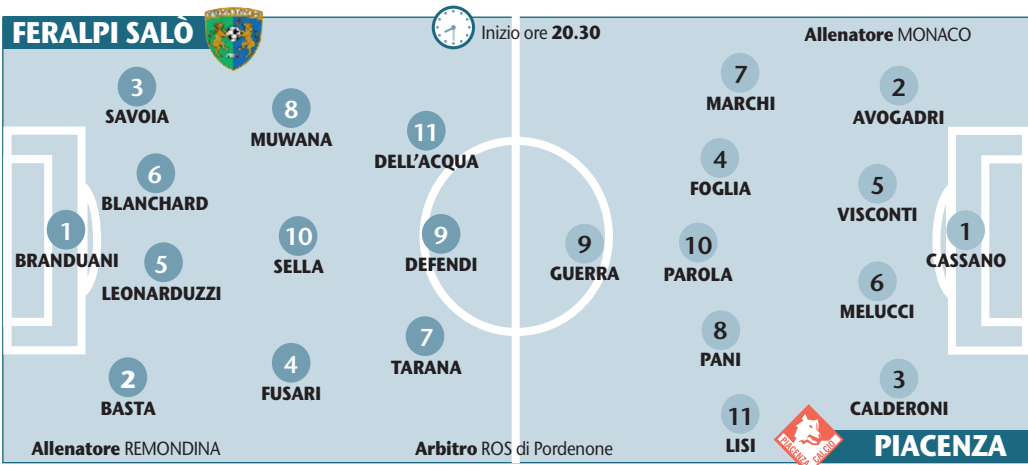 FERALPI SALÒ
Inizio ore 20.30
Allenatore MONACO
3
SAVOIA
6
BLANCHARD
1
BRANDUANI
5
LEONARDUZZI
2
BASTA
8
MUWANA
10
SELLA
4
FUSARI
11
DELL'ACQUA
9
DEFENDI
7
TARANA
9
GUERRA
7
MARCHI
4
FOGLIA
10
PAROLA
8
PANI
11
LISI
2
AVOGADRI
5
VISCONTI
6
MELUCCI
3
CALDERONI
1
CASSANO
Allenatore REMONDINA
Arbitro ROS di Pordenone
PIACENZA CALCIO
PIACENZA